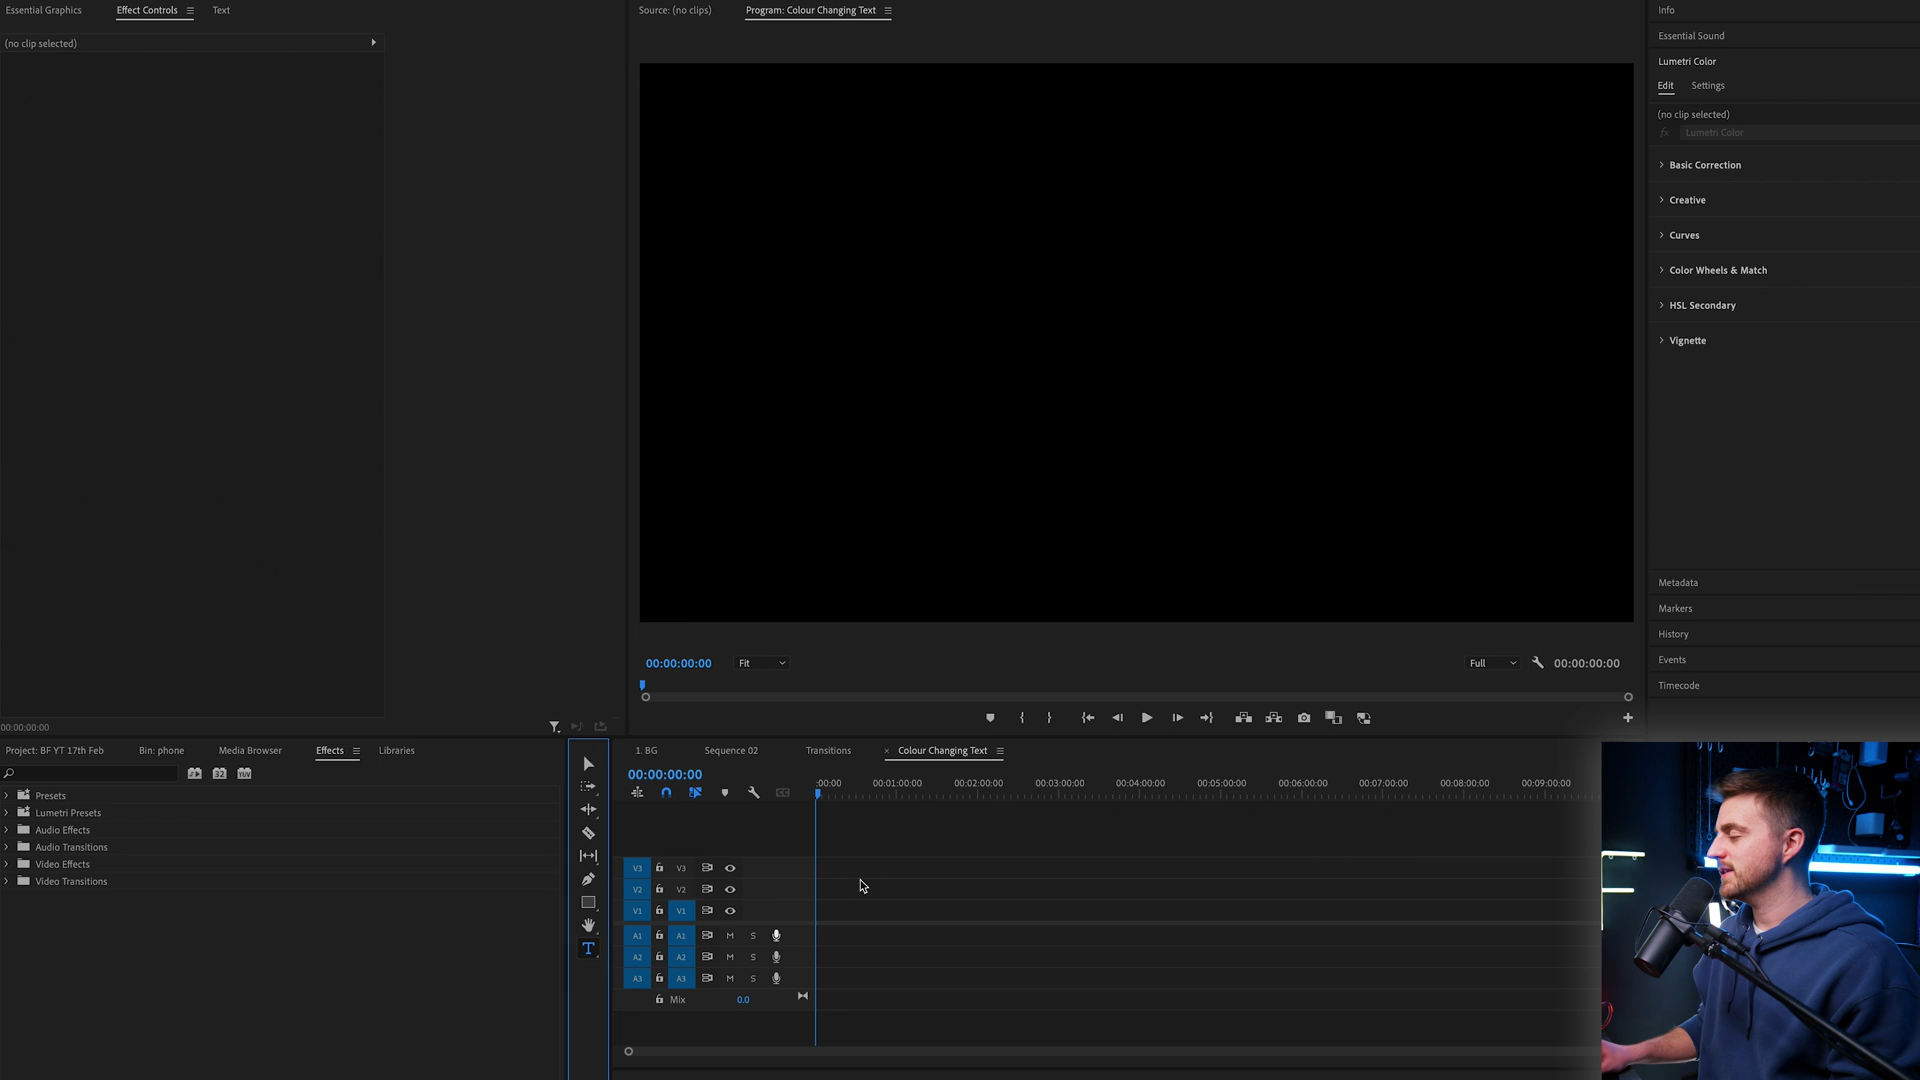 Essential Graphics
Effect Controls
Text
Source: (no clips)
Program: Colour Changing Text
Info
(no clip selected)
Essential Sound
Lumetri Color
Edit
Settings
(no clip selected)
fx
Lumetri Color
Basic Correction
Creative
Curves
Color Wheels & Match
HSL Secondary
Vignette
Metadata
Markers
History
Events
Timecode
00:00:00:00
Fit
Full
00:00:00:00
00:00:00:00
Project: BF YT 17th Feb
Bin: phone
Media Browser
Effects
Libraries
32
YUV
Presets
Lumetri Presets
Audio Effects
Audio Transitions
Video Effects
Video Transitions
T
1. BG
Sequence 02
Transitions
× Colour Changing Text
00:00:00:00
:00:00 00:01:00:00 00:02:00:00 00:03:00:00 00:04:00:00 00:05:00:00 00:06:00:00 00:07:00:00 00:08:00:00 00:09:00:00
V3 V3
V2 V2
V1 V1
A1 A1 M S
A2 A2 M S
A3 A3 M S
Mix 0.0